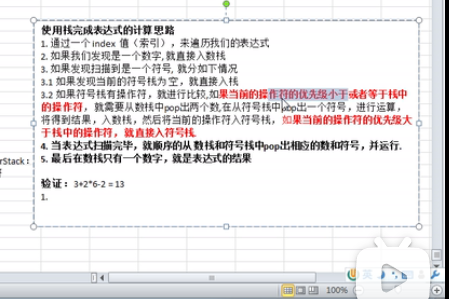 使用栈完成表达式的计算 思路
1. 通过一个 index 值（索引），来遍历我们的表达式
2. 如果我们发现是一个数字, 就直接入数栈
3. 如果发现扫描到是一个符号, 就分如下情况
3.1 如果发现当前的符号栈为 空，就直接入栈
3.2 如果符号栈有操作符，就进行比较,如果当前的操作符的优先级小于或者等于栈中
的操作符，就需要从数栈中pop出两个数,在从符号栈中pop出一个符号，进行运算，
将得到结果，入数栈，然后将当前的操作符入符号栈，如果当前的操作符的优先级大
于栈中的操作符，就直接入符号栈.
4. 当表达式扫描完毕，就顺序的从 数栈和符号栈中pop出相应的数和符号，并运行.
5. 最后在数栈只有一个数字，就是表达式的结果
验证：3+2*6-2 = 13
1.
rStack：
英
100%